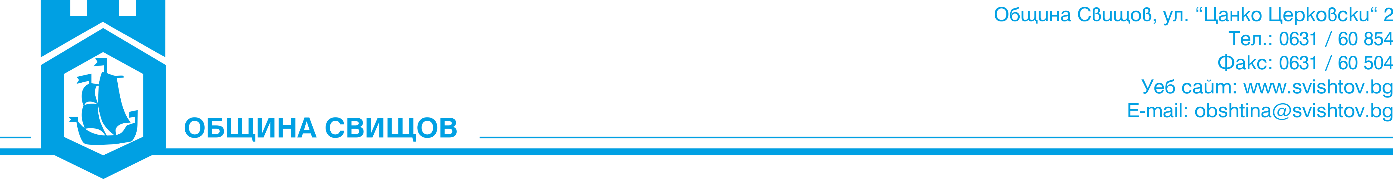 Община Свищов, ул. “Цанко Церковски“ 2
Тел.: 0631 / 60 854
Факс: 0631 / 60 504
Уеб сайт: www.svishtov.bg
E-mail: obshtina@svishtov.bg
ОБЩИНА СВИЩОВ